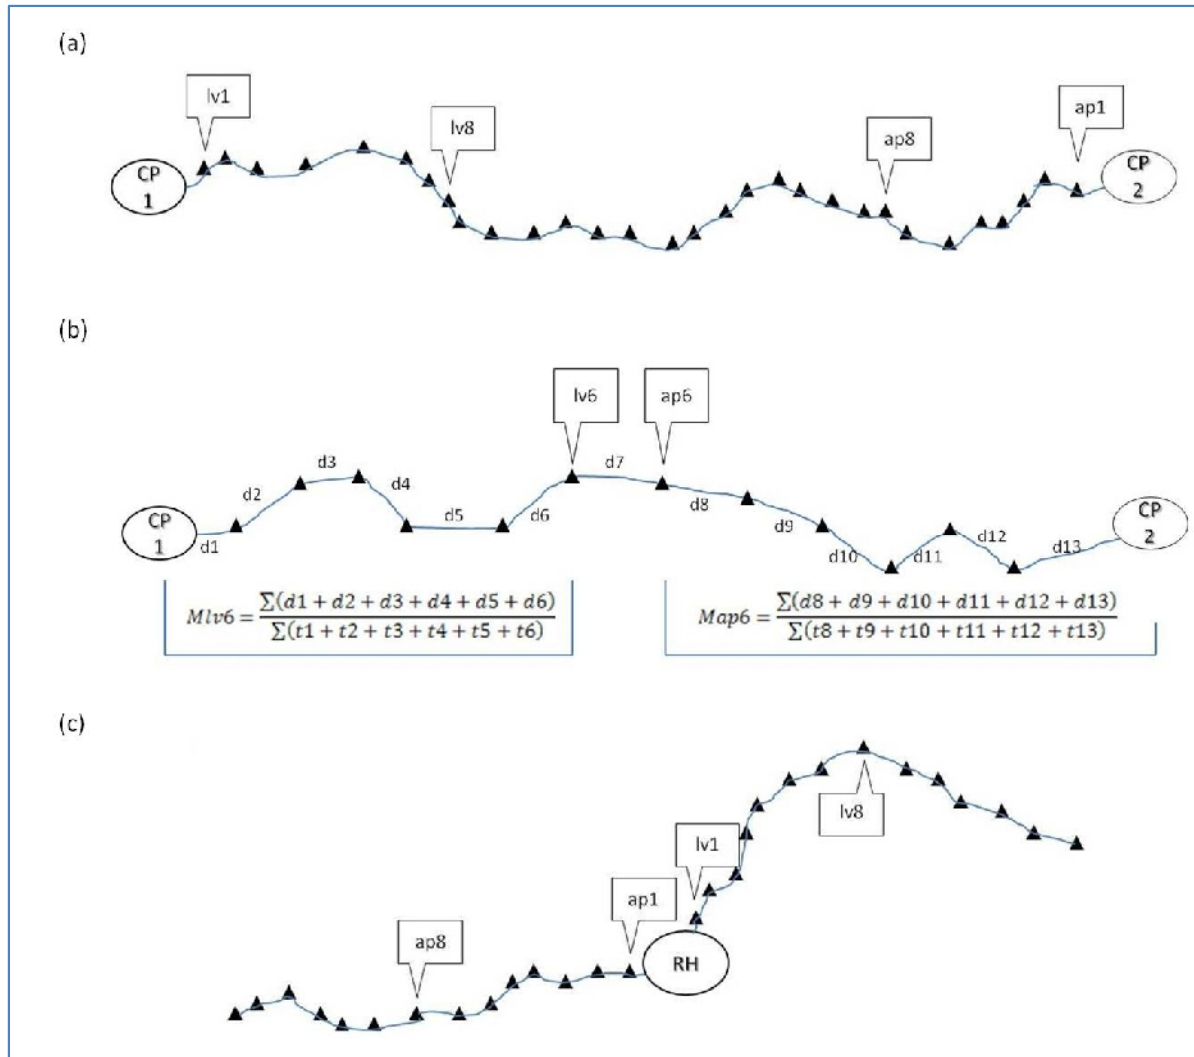 (a)
lv1
lv8
ap8
ap1
CP
1
CP
2
(b)
lv6
ap6
d1
d2
d3
d4
d5
d6
d7
d8
d9
d10
d11
d12
d13
CP
1
CP
2
Mlv6 = ∑(d1 + d2 + d3 + d4 + d5 + d6) / ∑(t1 + t2 + t3 + t4 + t5 + t6)
Map6 = ∑(d8 + d9 + d10 + d11 + d12 + d13) / ∑(t8 + t9 + t10 + t11 + t12 + t13)
(c)
lv8
lv1
ap1
ap8
RH